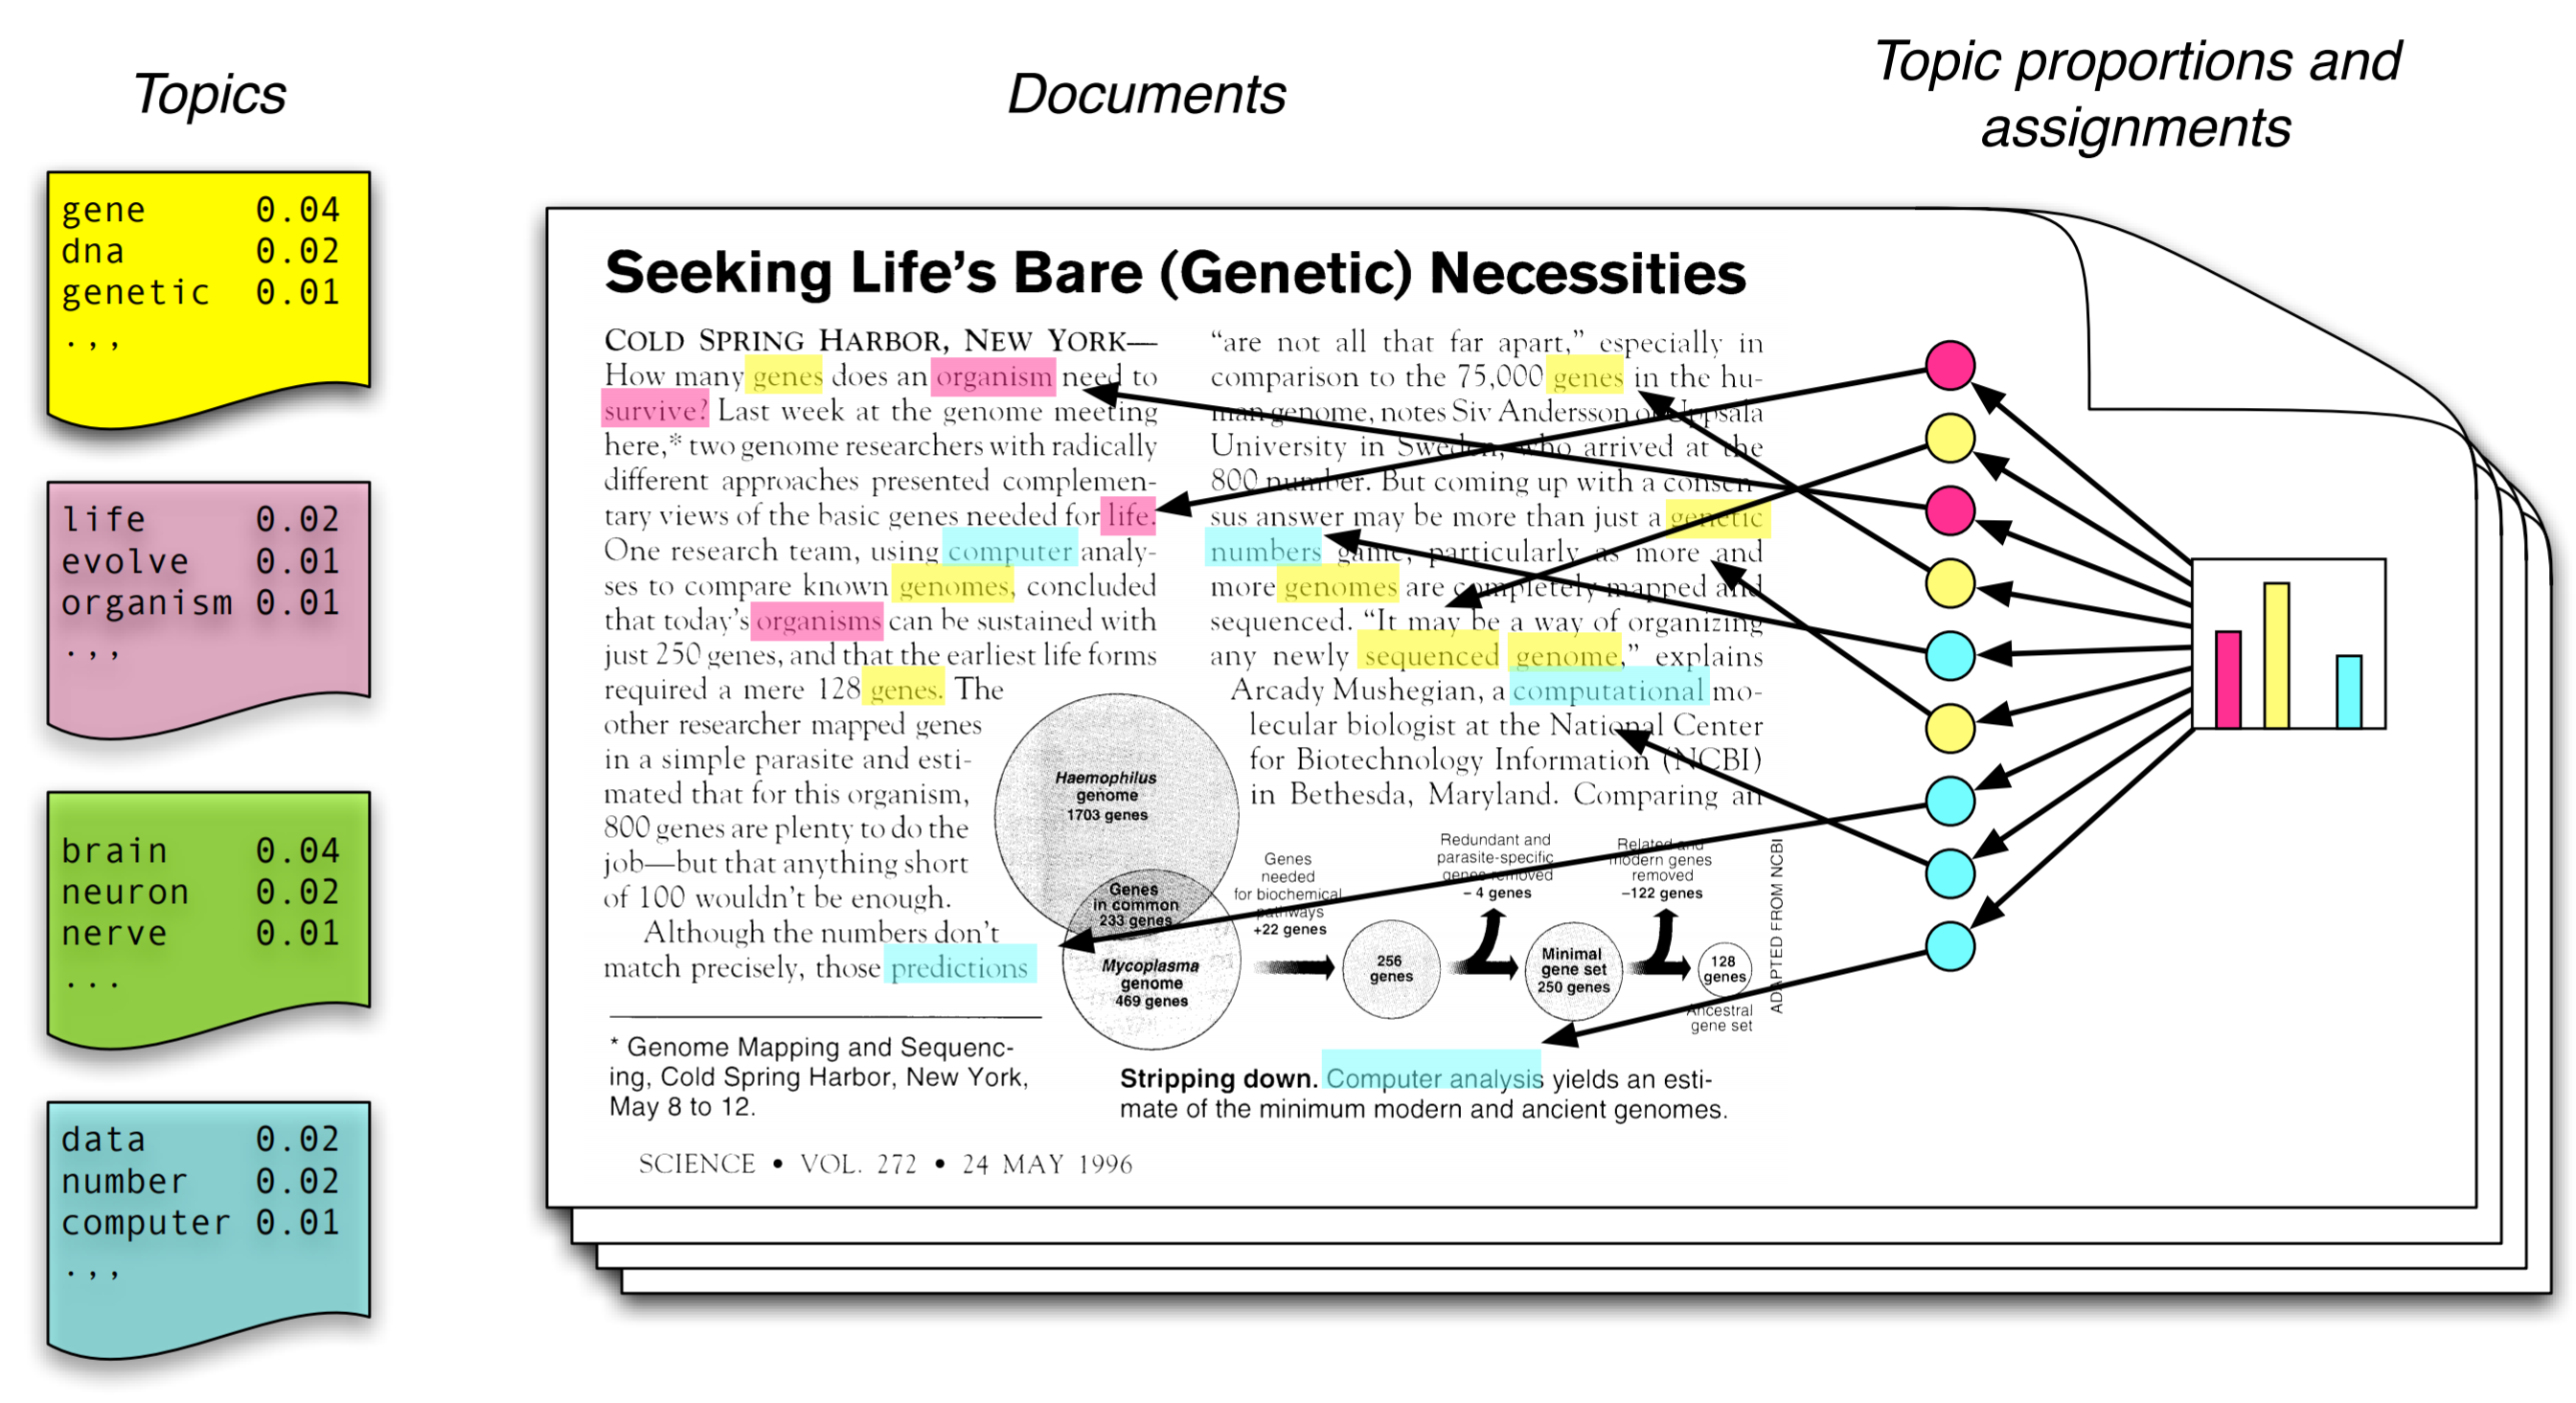 Topics
Documents
Topic proportions and
assignments
gene 0.04
dna 0.02
genetic 0.01
.,,
life 0.02
evolve 0.01
organism 0.01
.,,
brain 0.04
neuron 0.02
nerve 0.01
...
data 0.02
number 0.02
computer 0.01
.,,
Seeking Life's Bare (Genetic) Necessities
COLD SPRING HARBOR, NEW YORK—
How many genes does an organism need to
survive? Last week at the genome meeting
here,* two genome researchers with radically
different approaches presented complemen-
tary views of the basic genes needed for life.
One research team, using computer analy-
ses to compare known genomes, concluded
that today's organisms can be sustained with
just 250 genes, and that the earliest life forms
required a mere 128 genes. The
other researcher mapped genes
in a simple parasite and esti-
mated that for this organism,
800 genes are plenty to do the
job—but that anything short
of 100 wouldn't be enough.
Although the numbers don't
match precisely, those predictions
* Genome Mapping and Sequenc-
ing, Cold Spring Harbor, New York,
May 8 to 12.
"are not all that far apart," especially in
comparison to the 75,000 genes in the hu-
man genome, notes Siv Andersson of Uppsala
University in Sweden, who arrived at the
800 number. But coming up with a consen-
sus answer may be more than just a genetic
numbers game, particularly as more and
more genomes are completely mapped and
sequenced. "It may be a way of organizing
any newly sequenced genome," explains
Arcady Mushegian, a computational mo-
lecular biologist at the National Center
for Biotechnology Information (NCBI)
in Bethesda, Maryland. Comparing an
Haemophilus
genome
1703 genes
Genes
in common
233 genes
Mycoplasma
genome
469 genes
Genes
needed
for biochemical
pathways
+22 genes
256
genes
Redundant and
parasite-specific
genes removed
– 4 genes
Minimal
gene set
250 genes
Related and
modern genes
removed
–122 genes
128
genes
Ancestral
gene set
ADAPTED FROM NCBI
Stripping down. Computer analysis yields an esti-
mate of the minimum modern and ancient genomes.
SCIENCE • VOL. 272 • 24 MAY 1996